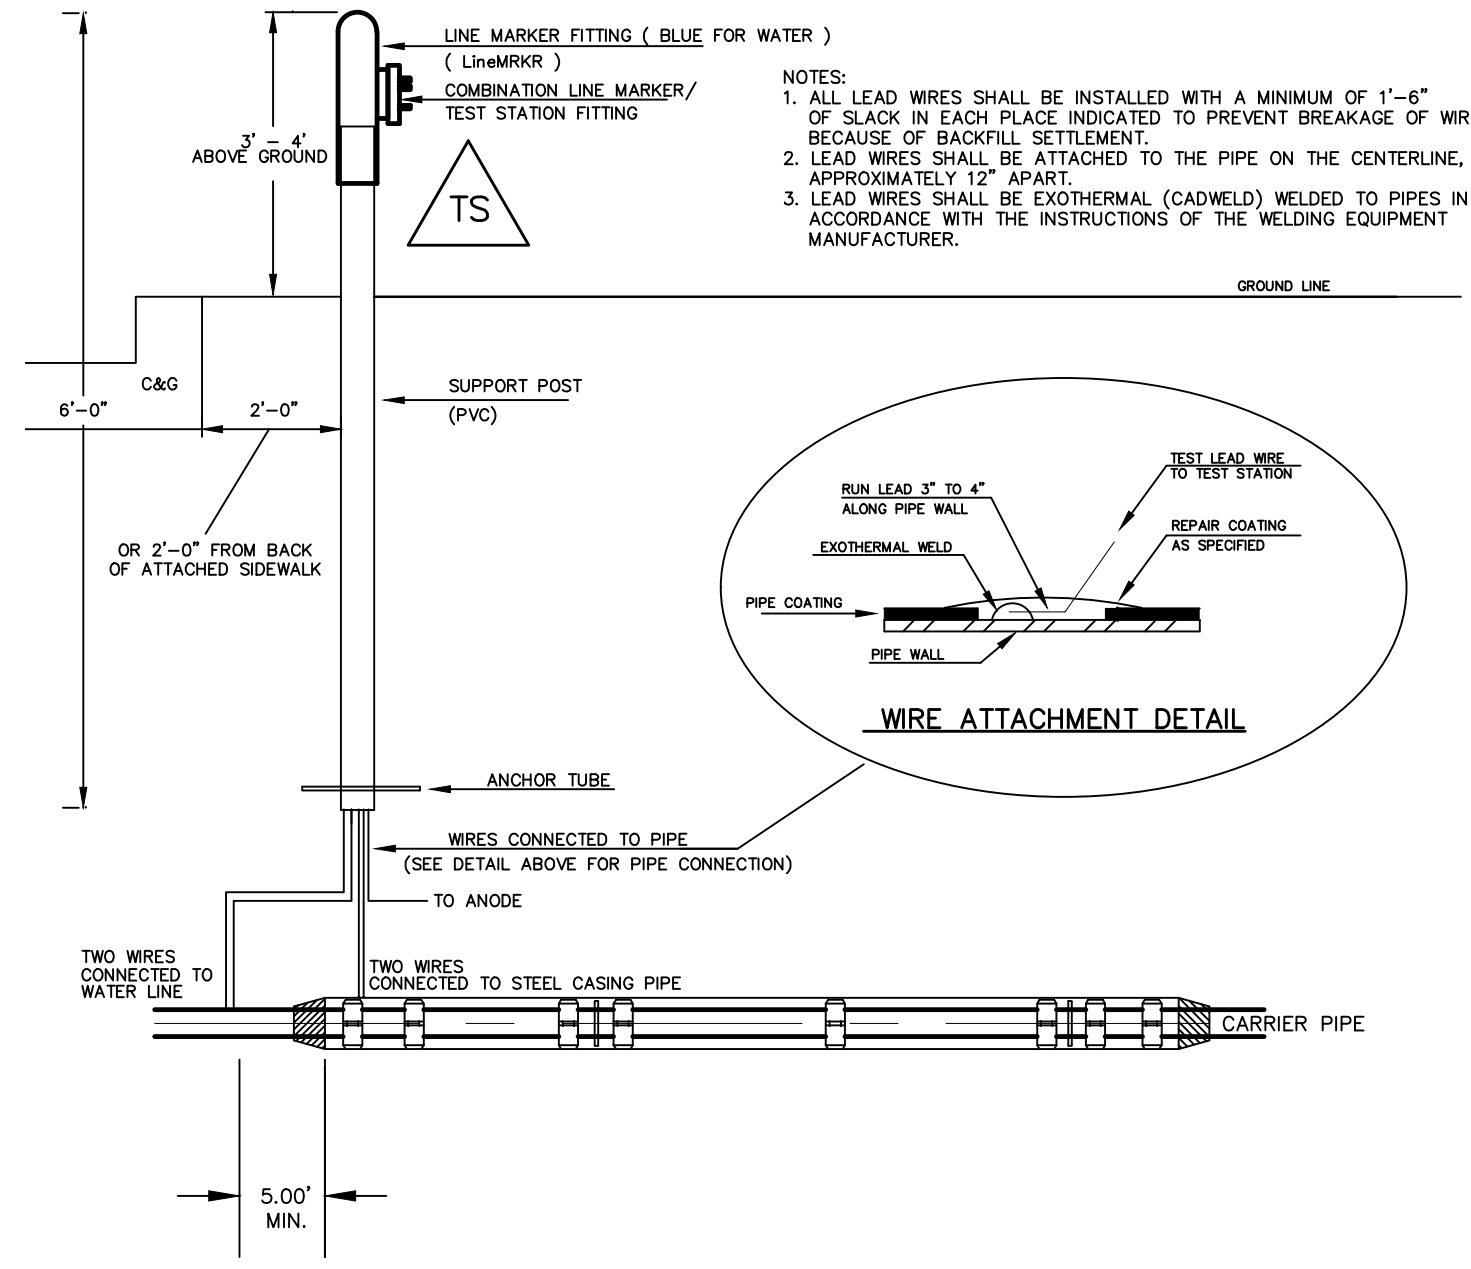 LINE MARKER FITTING ( BLUE FOR WATER )
( LineMRKR )
COMBINATION LINE MARKER/
TEST STATION FITTING
3' – 4'
ABOVE GROUND
TS
NOTES:
1. ALL LEAD WIRES SHALL BE INSTALLED WITH A MINIMUM OF 1'–6"
OF SLACK IN EACH PLACE INDICATED TO PREVENT BREAKAGE OF WIR
BECAUSE OF BACKFILL SETTLEMENT.
2. LEAD WIRES SHALL BE ATTACHED TO THE PIPE ON THE CENTERLINE,
APPROXIMATELY 12" APART.
3. LEAD WIRES SHALL BE EXOTHERMAL (CADWELD) WELDED TO PIPES IN
ACCORDANCE WITH THE INSTRUCTIONS OF THE WELDING EQUIPMENT
MANUFACTURER.
GROUND LINE
C&G
6'–0"
2'–0"
SUPPORT POST
(PVC)
OR 2'–0" FROM BACK
OF ATTACHED SIDEWALK
TEST LEAD WIRE
TO TEST STATION
RUN LEAD 3" TO 4"
ALONG PIPE WALL
REPAIR COATING
AS SPECIFIED
EXOTHERMAL WELD
PIPE COATING
PIPE WALL
WIRE ATTACHMENT DETAIL
ANCHOR TUBE
WIRES CONNECTED TO PIPE
(SEE DETAIL ABOVE FOR PIPE CONNECTION)
TO ANODE
TWO WIRES
CONNECTED TO
WATER LINE
TWO WIRES
CONNECTED TO STEEL CASING PIPE
CARRIER PIPE
5.00'
MIN.